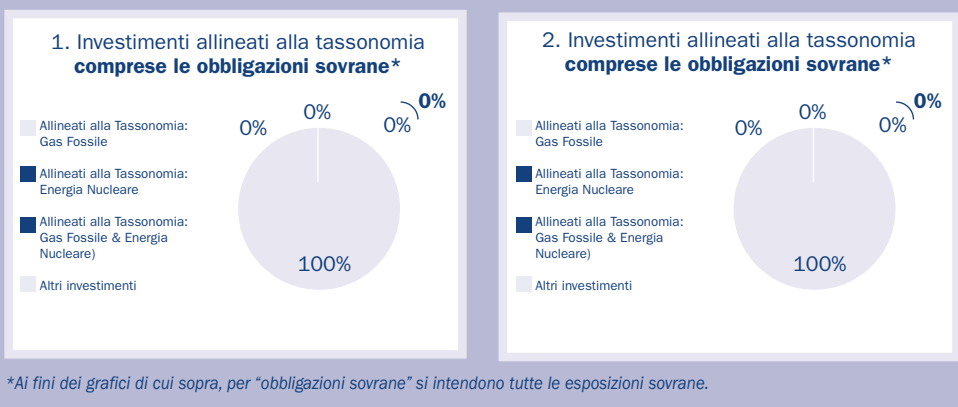 1. Investimenti allineati alla tassonomia
comprese le obbligazioni sovrane*
Allineati alla Tassonomia:
Gas Fossile
Allineati alla Tassonomia:
Energia Nucleare
Allineati alla Tassonomia:
Gas Fossile & Energia
Nucleare)
Altri investimenti
0%
0%
0%
0%
100%
2. Investimenti allineati alla tassonomia
comprese le obbligazioni sovrane*
Allineati alla Tassonomia:
Gas Fossile
Allineati alla Tassonomia:
Energia Nucleare
Allineati alla Tassonomia:
Gas Fossile & Energia
Nucleare)
Altri investimenti
0%
0%
0%
0%
100%
*Ai fini dei grafici di cui sopra, per “obbligazioni sovrane” si intendono tutte le esposizioni sovrane.